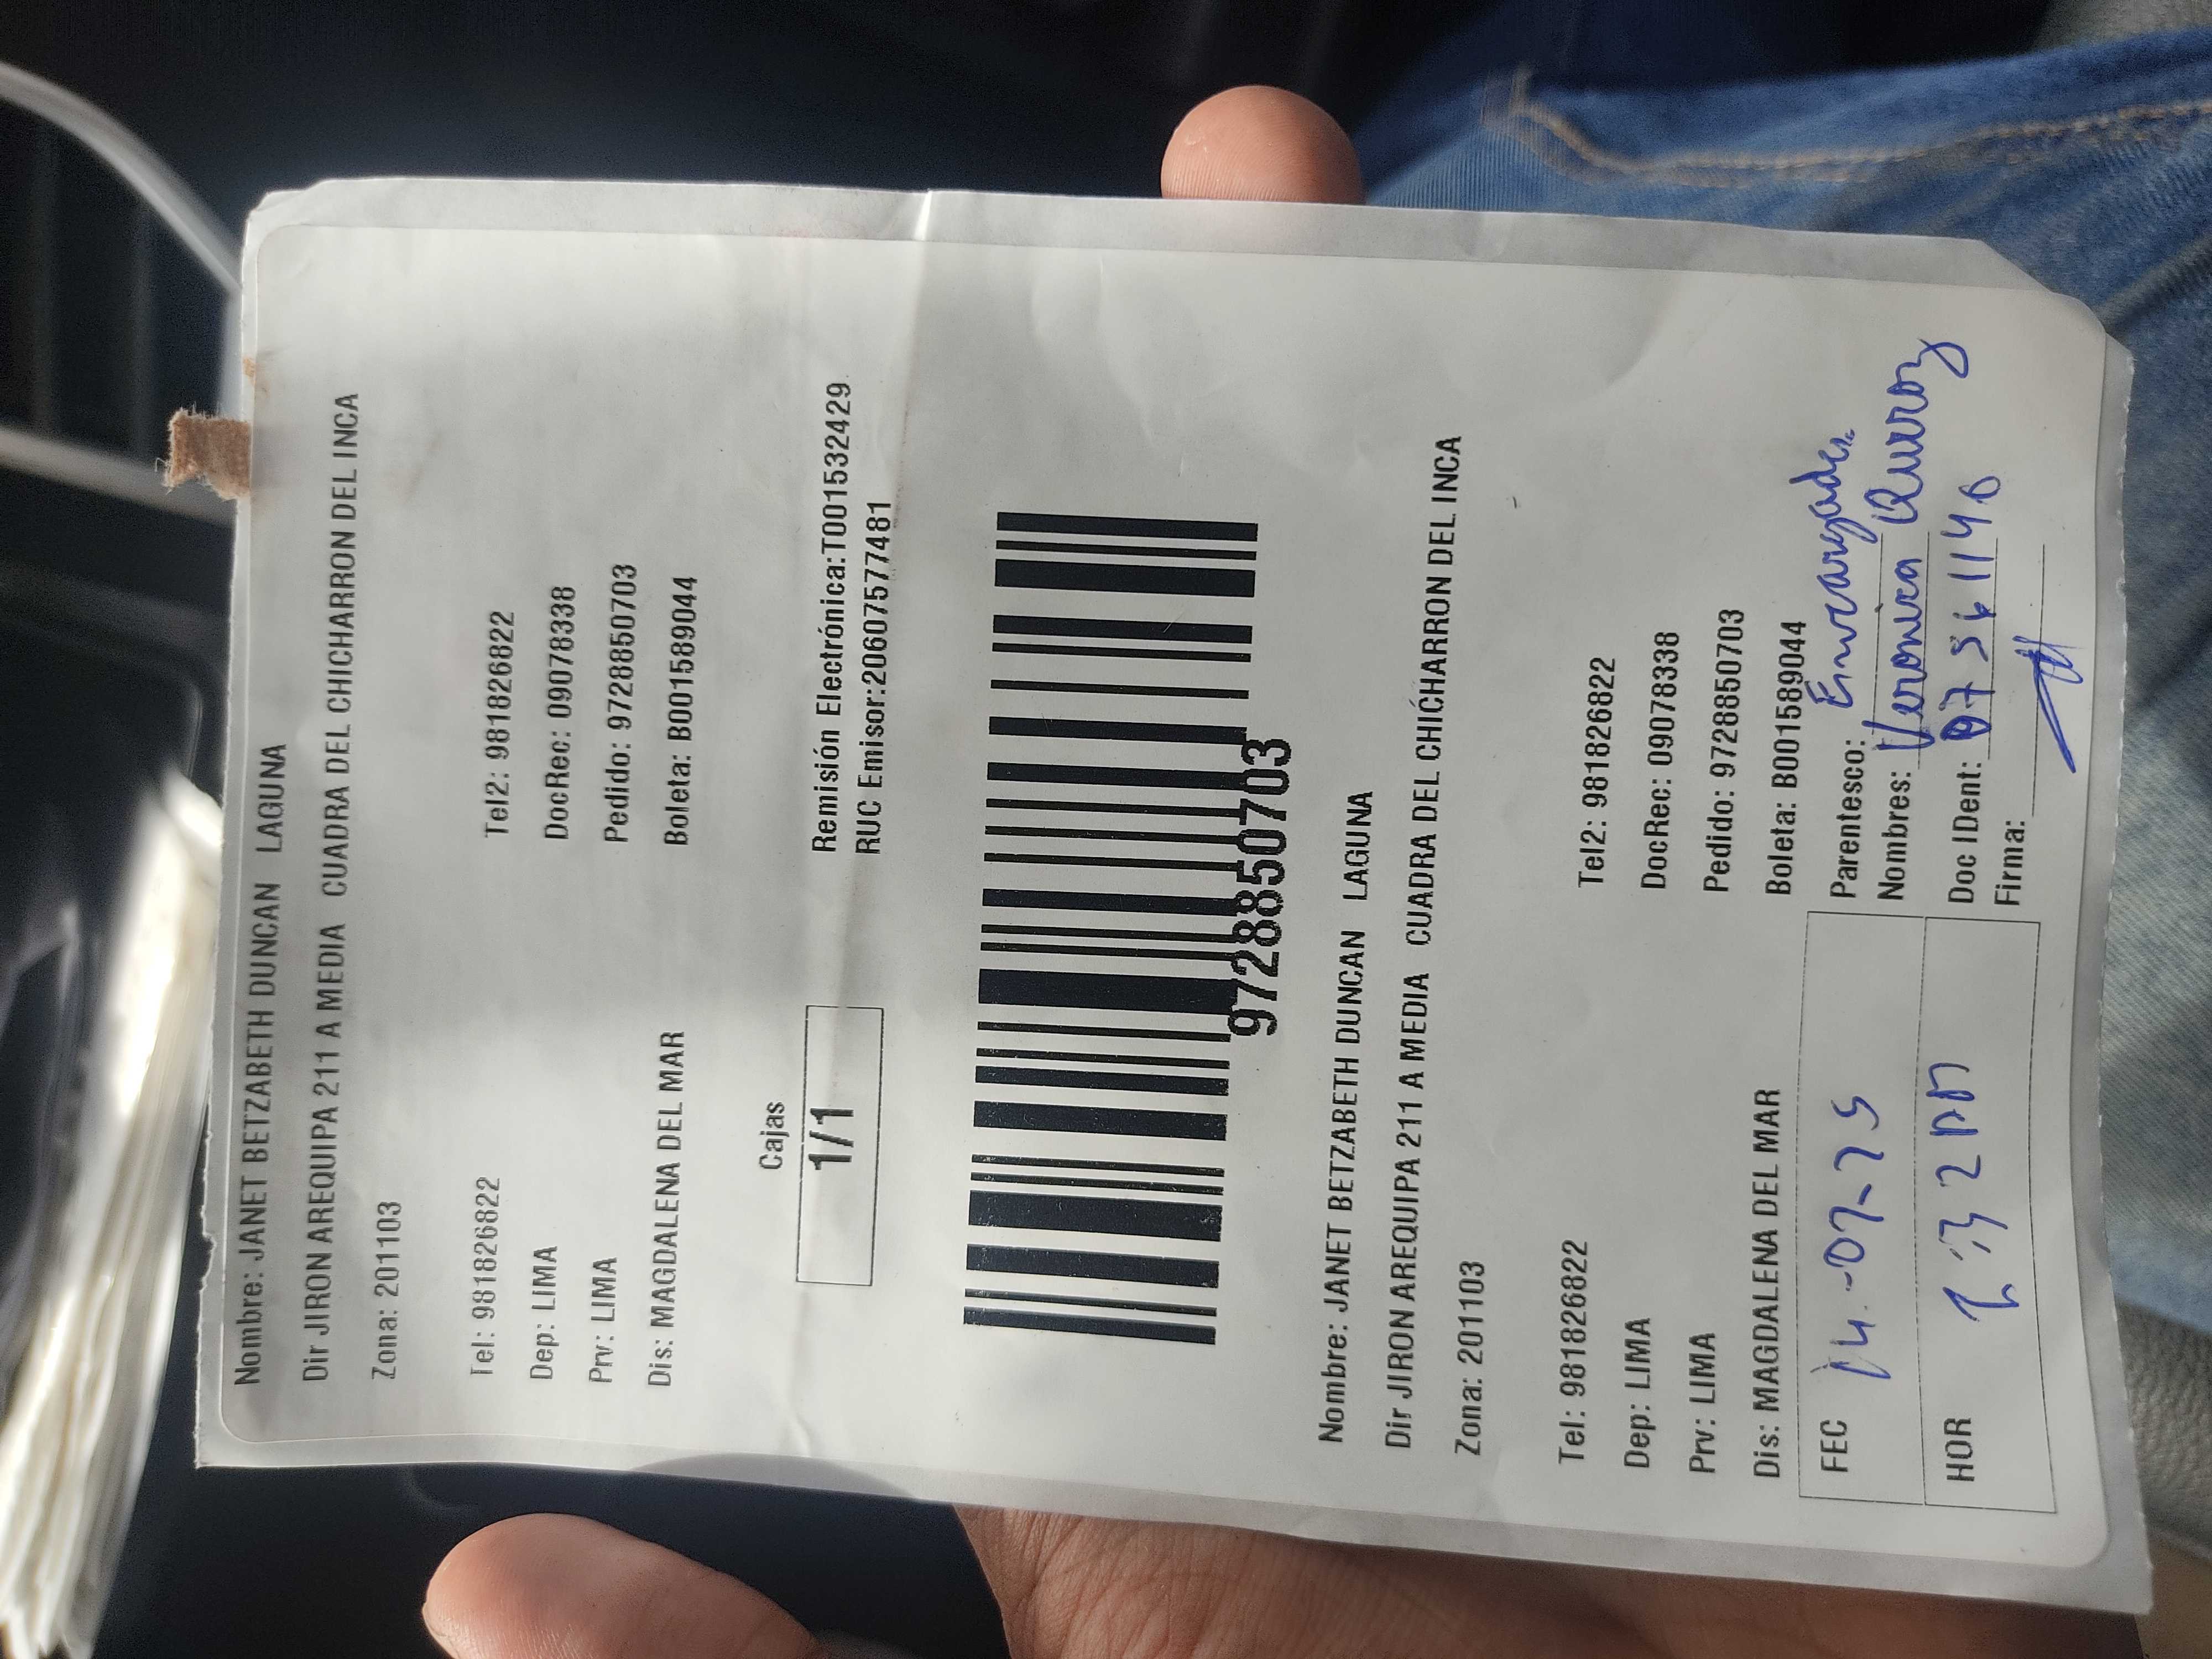 Nombre: JANET BETZABETH DUNCAN LAGUNA
Dir JIRON AREQUIPA 211 A MEDIA CUADRA DEL CHICHARRON DEL INCA
Zona: 201103
Tel: 981826822 Tel2: 981826822
Dep: LIMA DocRec: 09078338
Prv: LIMA Pedido: 9728850703
Dis: MAGDALENA DEL MAR Boleta: B001589044
Cajas
1/1
Remisión Electrónica:T001532429
RUC Emisor:20607577481
9728850703
Nombre: JANET BETZABETH DUNCAN LAGUNA
Dir JIRON AREQUIPA 211 A MEDIA CUADRA DEL CHICHARRON DEL INCA
Zona: 201103
Tel: 981826822 Tel2: 981826822
Dep: LIMA DocRec: 09078338
Prv: LIMA Pedido: 9728850703
Dis: MAGDALENA DEL MAR Boleta: B001589044
FEC 14-07-25 Parentesco: Encargada
Nombres: Veronica Quiroz
HOR Doc IDent:
Firma: